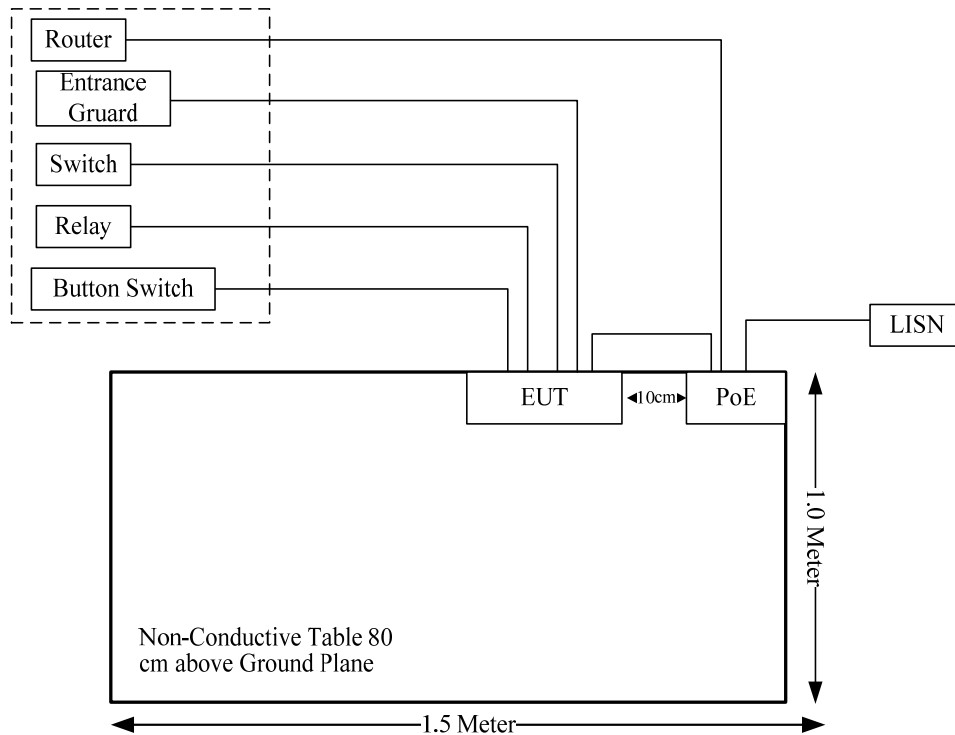 Router
Entrance
Gruard
Switch
Relay
Button Switch
LISN
EUT
10cm
PoE
1.0 Meter
Non-Conductive Table 80
cm above Ground Plane
1.5 Meter